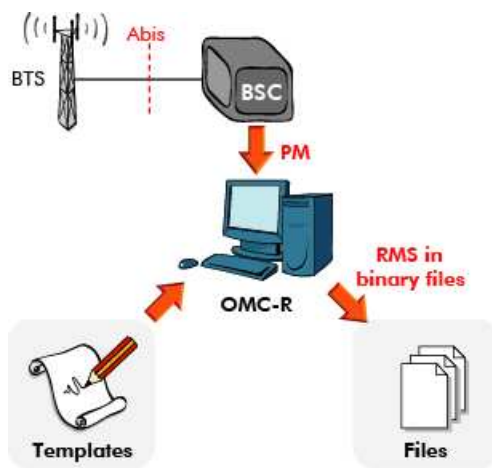 Abis
BTS
BSC
PM
RMS in
binary files
OMC-R
Templates
Files